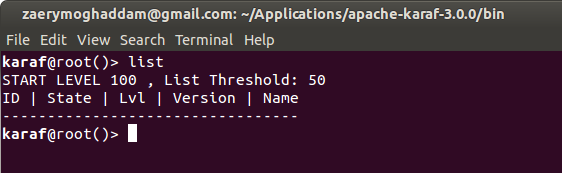 zaerymoghaddam@gmail.com: ~/Applications/apache-karaf-3.0.0/bin
File Edit View Search Terminal Help
karaf@root()> list
START LEVEL 100 , List Threshold: 50
ID | State | Lvl | Version | Name
----------------------------------
karaf@root()>